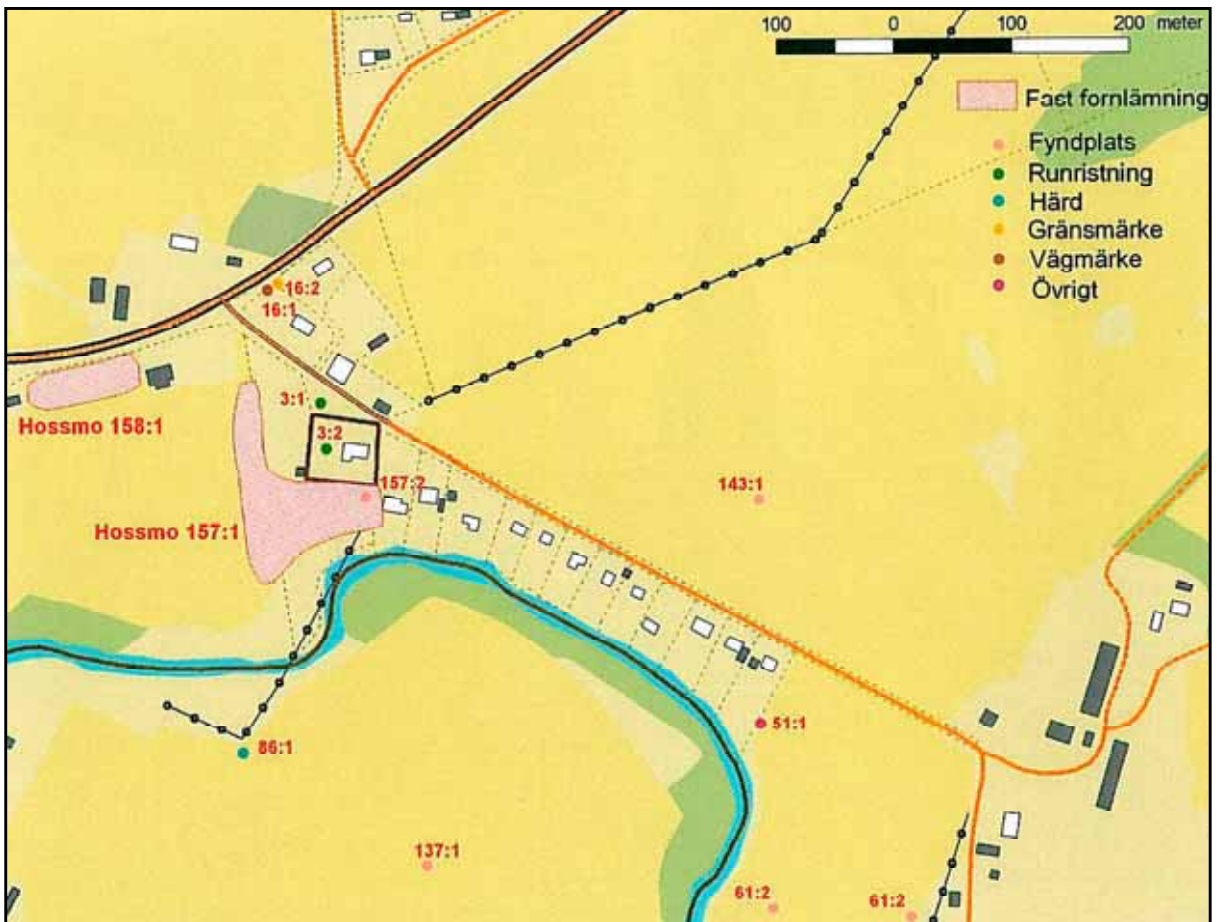 100 0 100 200 meter
Fast fornlämning
Fyndplats
Runristning
Härd
Gränsmärke
Vägmärke
Övrigt
16:2
16:1
3:1
Hossmo 158:1
3:2
157:2
143:1
Hossmo 157:1
51:1
86:1
137:1
61:2
61:2